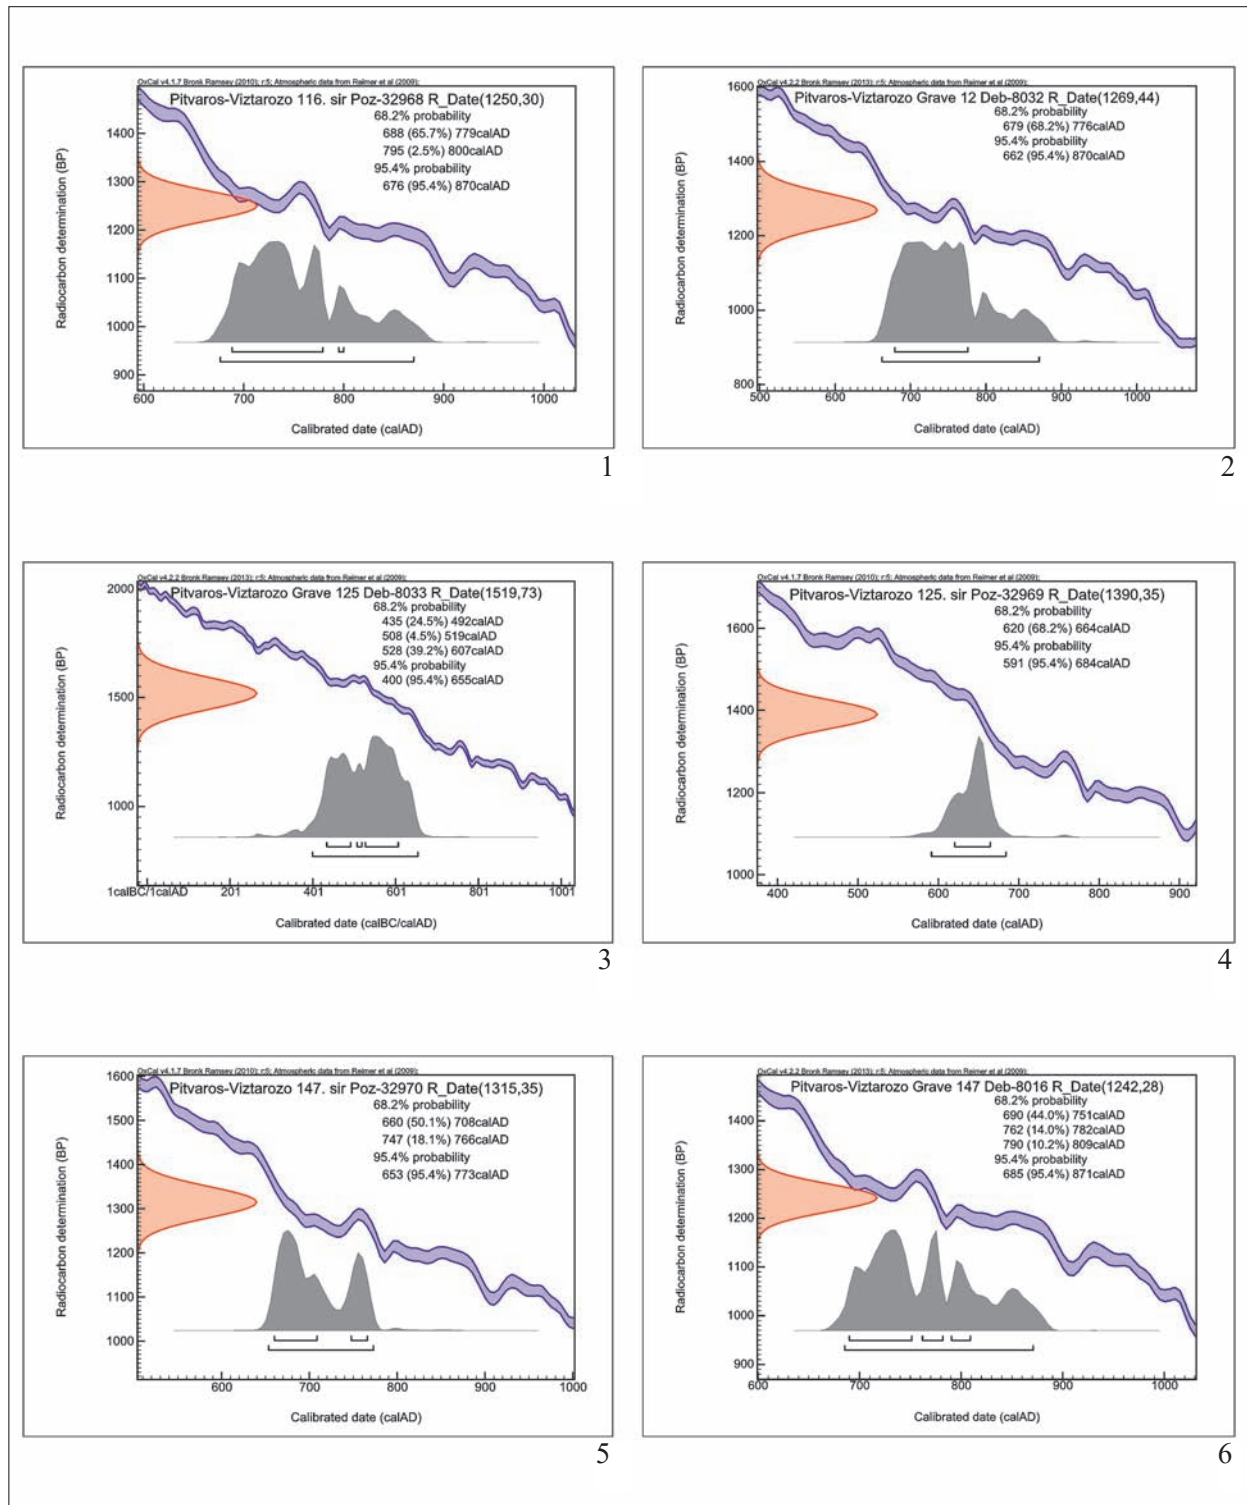 OxCal v4.1.7 Bronk Ramsey (2010); r:5; Atmospheric data from Reimer et al (2009);
Pitvaros-Viztarozo 116. sir Poz-32968 R_Date(1250,30)
68.2% probability
688 (65.7%) 779calAD
795 (2.5%) 800calAD
95.4% probability
676 (95.4%) 870calAD
Radiocarbon determination (BP)
1400
1300
1200
1100
1000
900
600 700 800 900 1000
Calibrated date (calAD)
1
OxCal v4.2.2 Bronk Ramsey (2013); r:5; Atmospheric data from Reimer et al (2009);
Pitvaros-Viztarozo Grave 12 Deb-8032 R_Date(1269,44)
68.2% probability
679 (68.2%) 776calAD
95.4% probability
662 (95.4%) 870calAD
Radiocarbon determination (BP)
1600
1400
1200
1000
800
500 600 700 800 900 1000
Calibrated date (calAD)
2
OxCal v4.2.2 Bronk Ramsey (2013); r:5; Atmospheric data from Reimer et al (2009);
Pitvaros-Viztarozo Grave 125 Deb-8033 R_Date(1519,73)
68.2% probability
435 (24.5%) 492calAD
508 (4.5%) 519calAD
528 (39.2%) 607calAD
95.4% probability
400 (95.4%) 655calAD
Radiocarbon determination (BP)
2000
1500
1000
1calBC/1calAD 201 401 601 801 1001
Calibrated date (calBC/calAD)
3
OxCal v4.1.7 Bronk Ramsey (2010); r:5; Atmospheric data from Reimer et al (2009);
Pitvaros-Viztarozo 125. sir Poz-32969 R_Date(1390,35)
68.2% probability
620 (68.2%) 664calAD
95.4% probability
591 (95.4%) 684calAD
Radiocarbon determination (BP)
1600
1400
1200
1000
400 500 600 700 800 900
Calibrated date (calAD)
4
OxCal v4.1.7 Bronk Ramsey (2010); r:5; Atmospheric data from Reimer et al (2009);
Pitvaros-Viztarozo 147. sir Poz-32970 R_Date(1315,35)
68.2% probability
660 (50.1%) 708calAD
747 (18.1%) 766calAD
95.4% probability
653 (95.4%) 773calAD
Radiocarbon determination (BP)
1600
1500
1400
1300
1200
1100
1000
600 700 800 900 1000
Calibrated date (calAD)
5
OxCal v4.2.2 Bronk Ramsey (2013); r:5; Atmospheric data from Reimer et al (2009);
Pitvaros-Viztarozo Grave 147 Deb-8016 R_Date(1242,28)
68.2% probability
690 (44.0%) 751calAD
762 (14.0%) 782calAD
790 (10.2%) 809calAD
95.4% probability
685 (95.4%) 871calAD
Radiocarbon determination (BP)
1400
1300
1200
1100
1000
900
600 700 800 900 1000
Calibrated date (calAD)
6